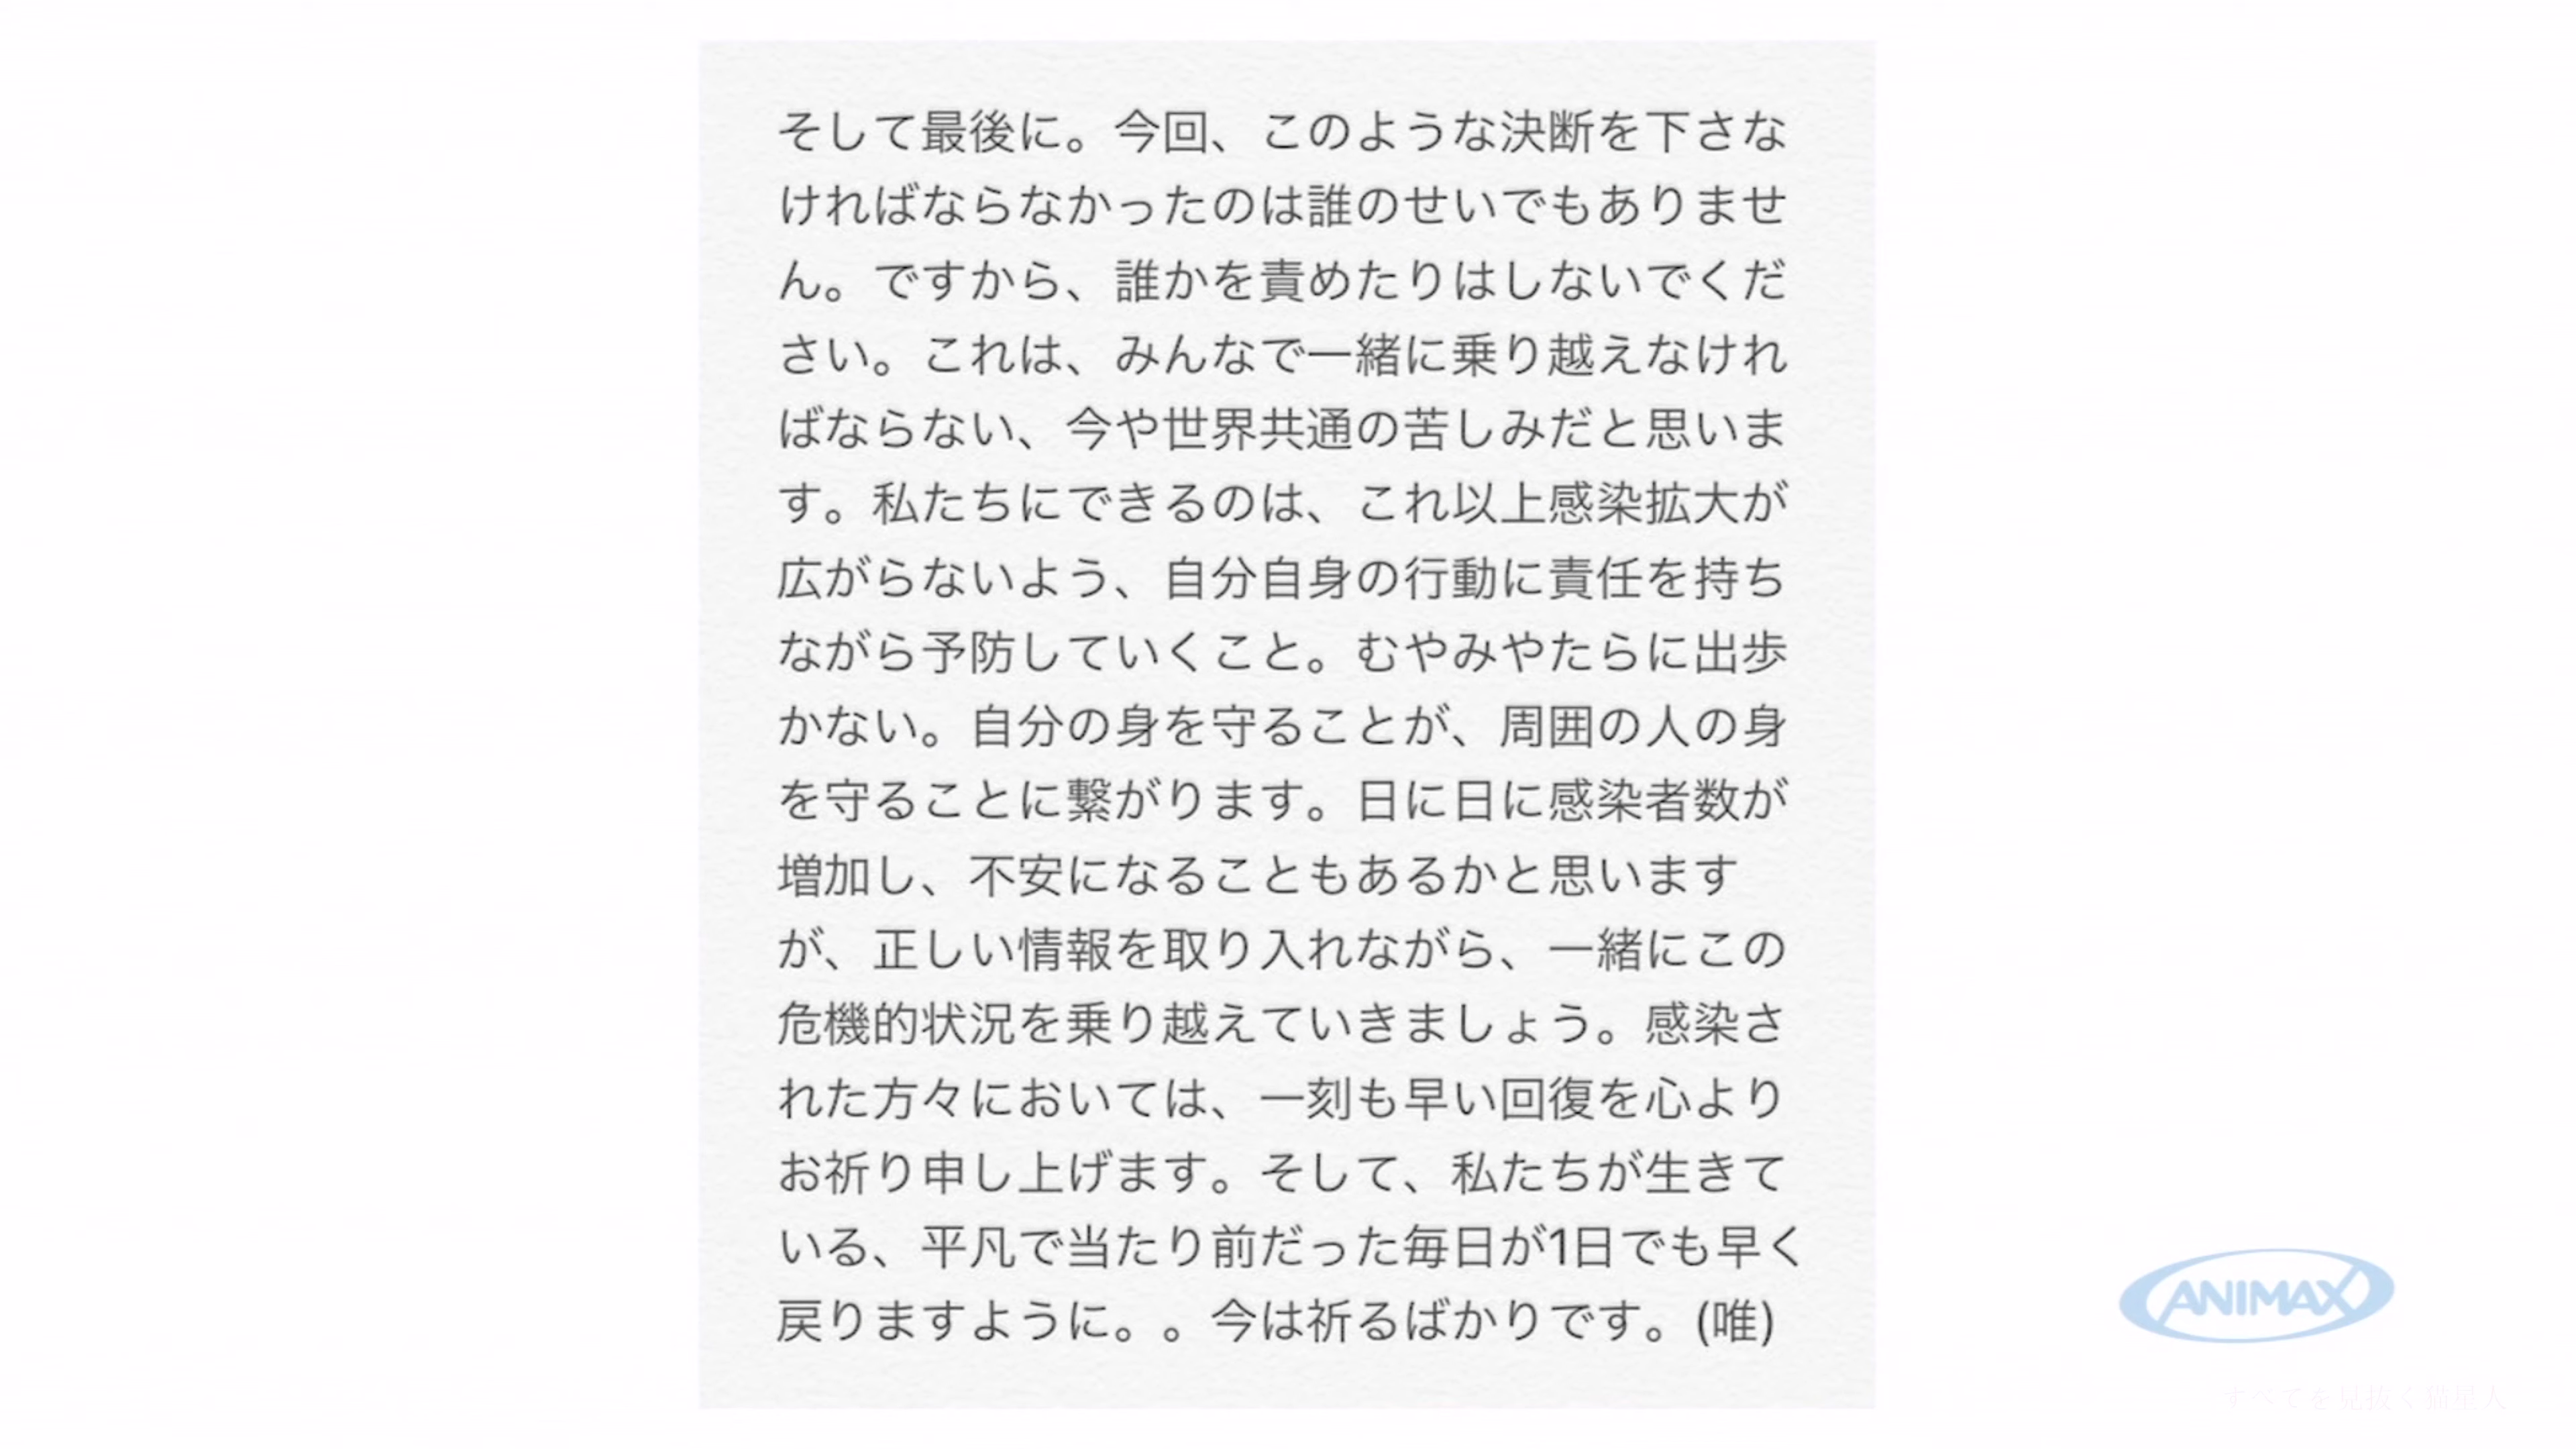 そして最後に。今回、このような決断を下さな
ければならなかったのは誰のせいでもありませ
ん。ですから、誰かを責めたりはしないでくだ
さい。これは、みんなで一緒に乗り越えなけれ
ばならない、今や世界共通の苦しみだと思いま
す。私たちにできるのは、これ以上感染拡大が
広がらないよう、自分自身の行動に責任を持ち
ながら予防していくこと。むやみやたらに出歩
かない。自分の身を守ることが、周囲の人の身
を守ることに繋がります。日に日に感染者数が
増加し、不安になることもあるかと思います
が、正しい情報を取り入れながら、一緒にこの
危機的状況を乗り越えていきましょう。感染さ
れた方々においては、一刻も早い回復を心より
お祈り申し上げます。そして、私たちが生きて
いる、平凡で当たり前だった毎日が1日でも早く
戻りますように。。今は祈るばかりです。(唯)
ANIMAX
すべてを見抜く猫星人